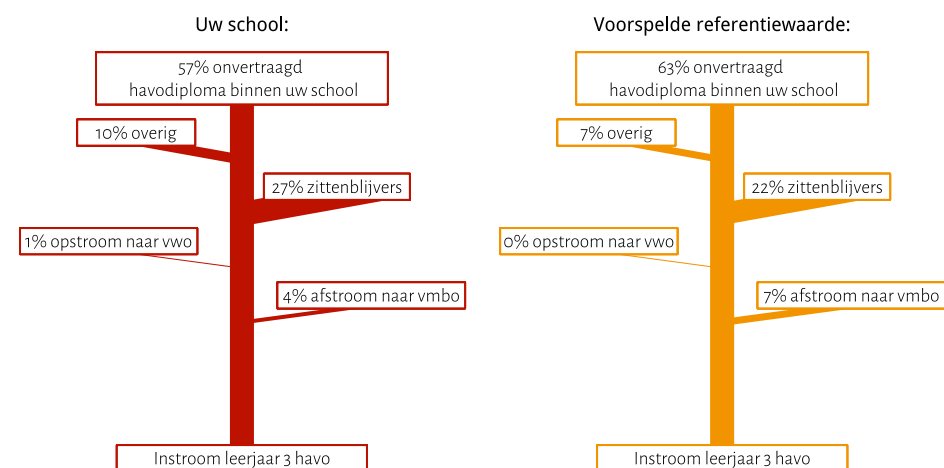 Uw school:
57% onvertraagd
havodiploma binnen uw school
10% overig
27% zittenblijvers
1% opstroom naar vwo
4% afstroom naar vmbo
Instroom leerjaar 3 havo
Voorspelde referentiewaarde:
63% onvertraagd
havodiploma binnen uw school
7% overig
22% zittenblijvers
0% opstroom naar vwo
7% afstroom naar vmbo
Instroom leerjaar 3 havo